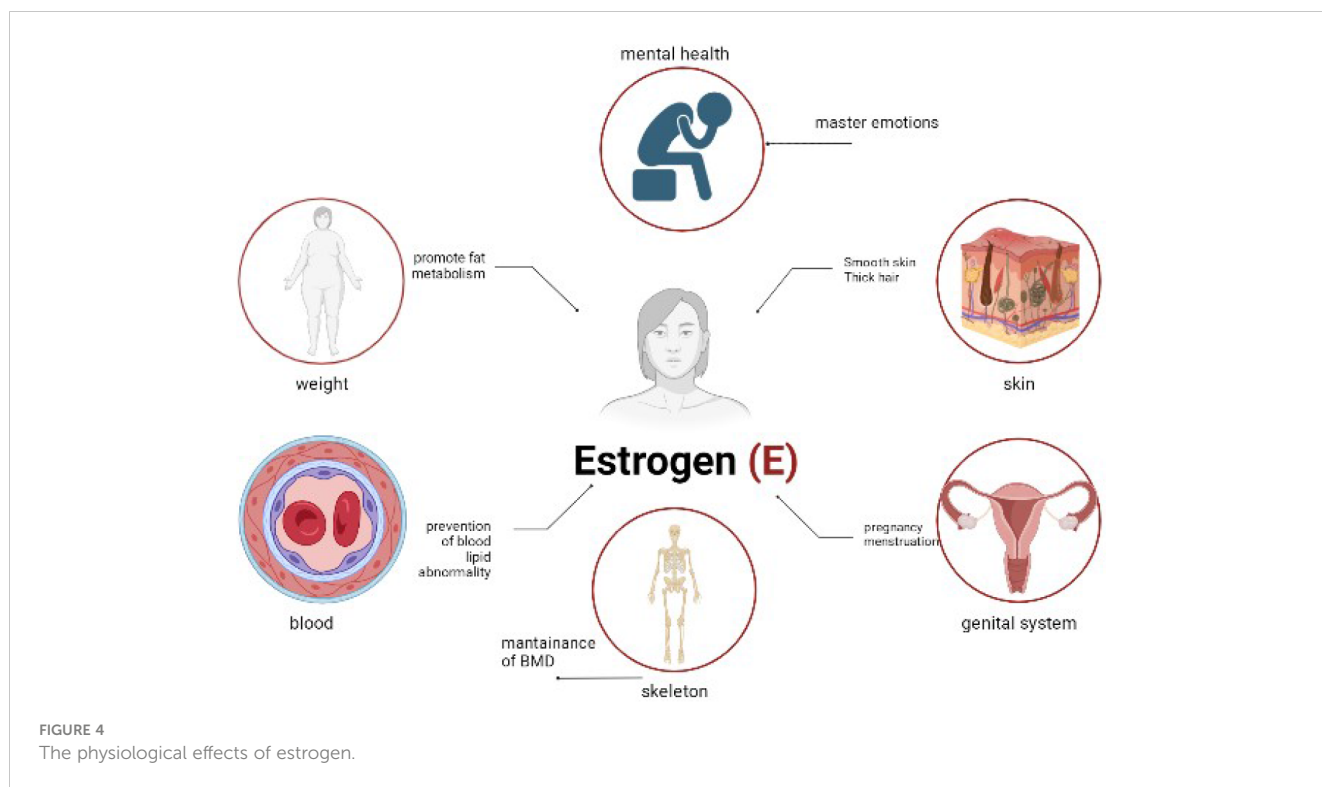 mental health
master emotions
promote fat
metabolism
Smooth skin
Thick hair
weight
skin
Estrogen (E)
prevention
of blood
lipid
abnormality
pregnancy
menstruation
blood
genital system
mantainance
of BMD
skeleton
FIGURE 4
The physiological effects of estrogen.